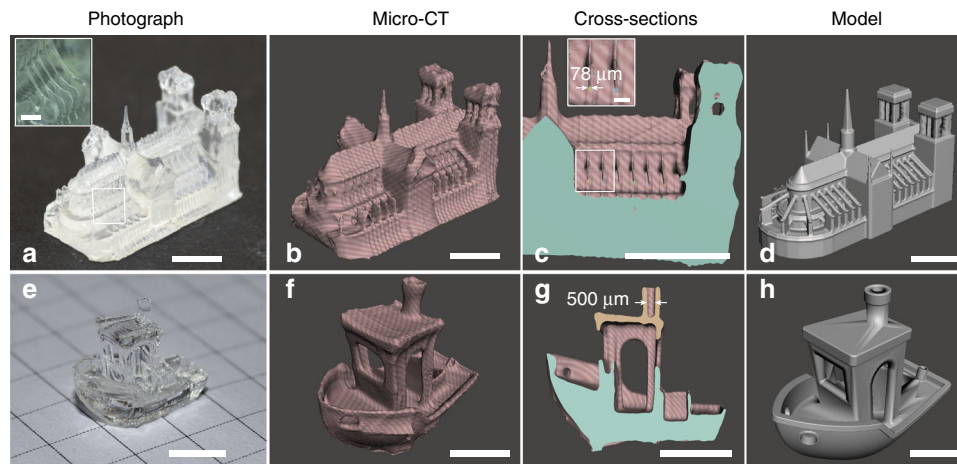 Photograph Micro-CT Cross-sections Model
78 μm
a b c d
e f g h
500 μm